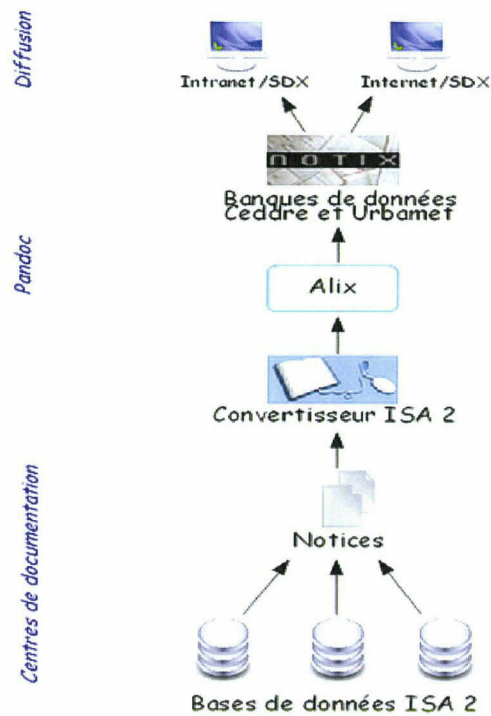 Diffusion
Intranet/SDX
Internet/SDX
NOTIX
Banques de données
Ceddre et Urbamet
Pandoc
Alix
Convertisseur ISA 2
Centres de documentation
Notices
Bases de données ISA 2